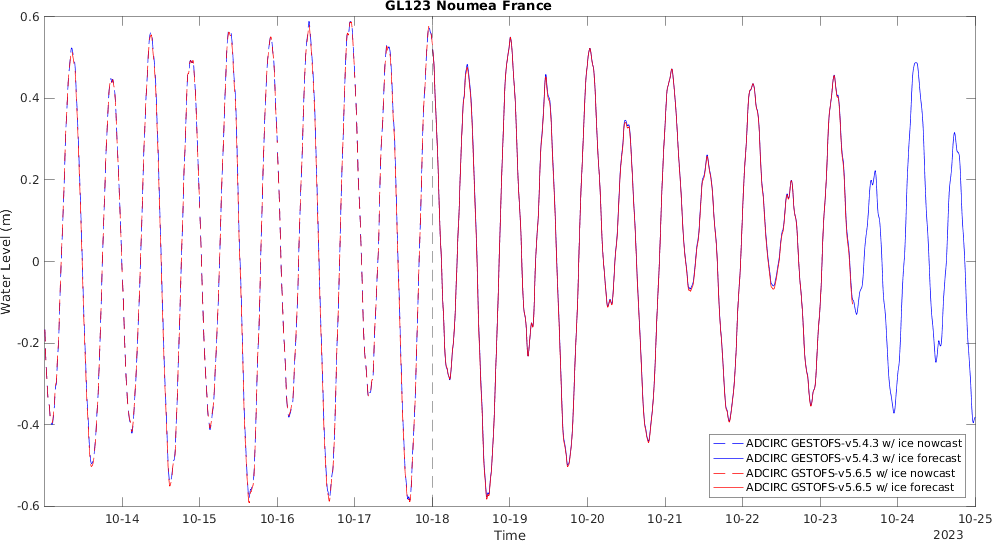 GL123 Noumea France
0.6
0.4
0.2
0
-0.2
-0.4
-0.6
Water Level (m)
10-14 10-15 10-16 10-17 10-18 10-19 10-20 10-21 10-22 10-23 10-24 10-25
Time
2023
ADCIRC GESTOFS-v5.4.3 w/ ice nowcast
ADCIRC GESTOFS-v5.4.3 w/ ice forecast
ADCIRC GSTOFS-v5.6.5 w/ ice nowcast
ADCIRC GSTOFS-v5.6.5 w/ ice forecast